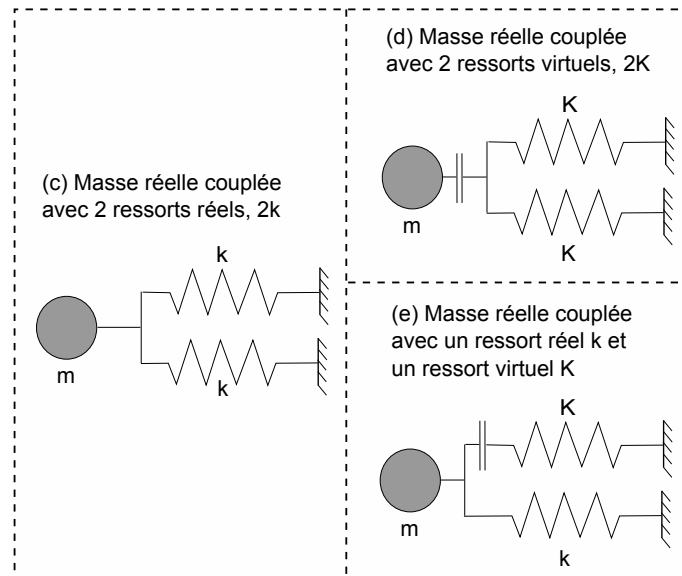 (c) Masse réelle couplée
avec 2 ressorts réels, 2k
k
m
k
(d) Masse réelle couplée
avec 2 ressorts virtuels, 2K
K
m
K
(e) Masse réelle couplée
avec un ressort réel k et
un ressort virtuel K
K
m
k